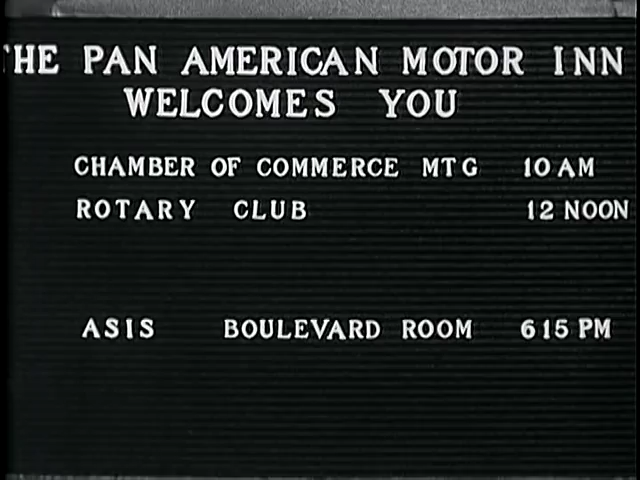 THE PAN AMERICAN MOTOR INN
WELCOMES YOU
CHAMBER OF COMMERCE MTG 10 AM
ROTARY CLUB 12 NOON
ASIS BOULEVARD ROOM 615 PM